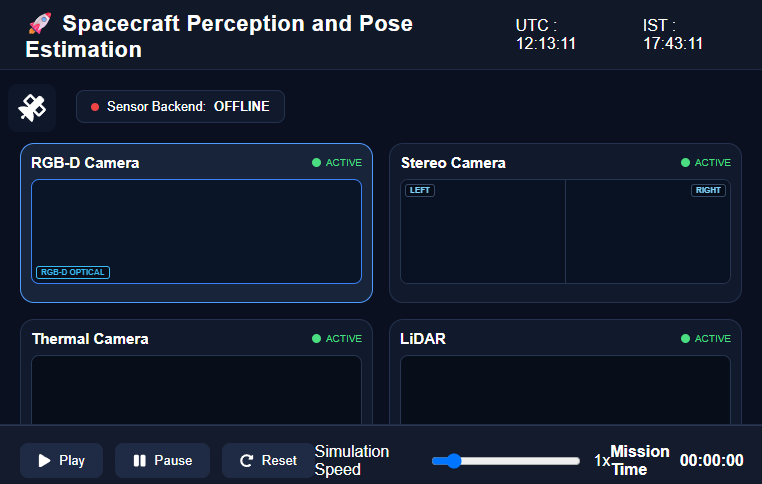 🚀 Spacecraft Perception and Pose
Estimation
UTC :
12:13:11
IST :
17:43:11
Sensor Backend: OFFLINE
RGB-D Camera
ACTIVE
RGB-D OPTICAL
Stereo Camera
ACTIVE
LEFT
RIGHT
Thermal Camera
ACTIVE
LiDAR
ACTIVE
Play
Pause
Reset
Simulation
Speed
1x
Mission
Time
00:00:00